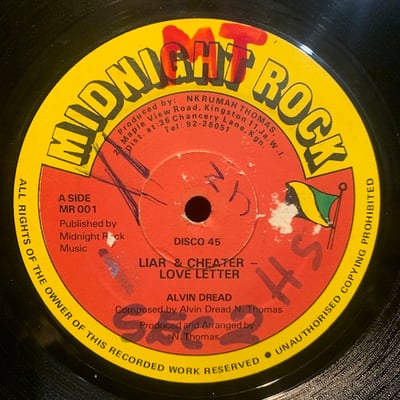 MIDNIGHT ROCK
MT
Produced by: NKRUMAH THOMAS,
2 Maple View Road, Kingston 11, Ja. W.I.
Dist. at: 36 Chancery Lane, Kgn.
Tel 92-26057
A SIDE
MR 001
Published by
Midnight Rock
Music
DISCO 45
LIAR & CHEATER –
LOVE LETTER
ALVIN DREAD
Composed by Alvin Dread N. Thomas
Produced and Arranged by
N. Thomas
ALL RIGHTS OF THE OWNER OF THIS RECORDED WORK RESERVED • UNAUTHORISED COPYING PROHIBITED